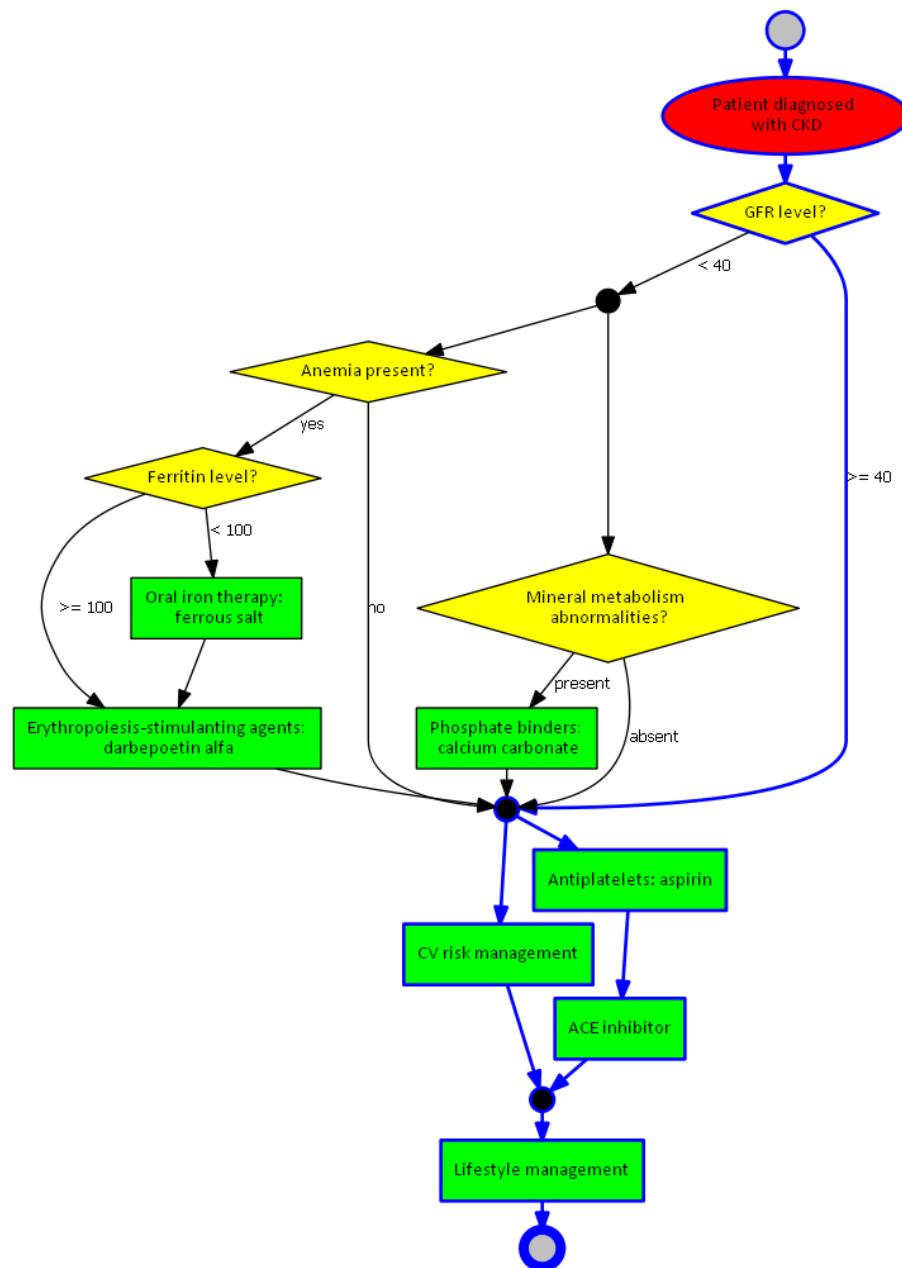 Patient diagnosed
with CKD
GFR level?
< 40
Anemia present?
yes
Ferritin level?
>= 40
< 100
Oral iron therapy:
ferrous salt
>= 100
no
Mineral metabolism
abnormalities?
present
Erythropoiesis-stimulanting agents:
darbepoetin alfa
Phosphate binders:
calcium carbonate
absent
Antiplatelets: aspirin
CV risk management
ACE inhibitor
Lifestyle management